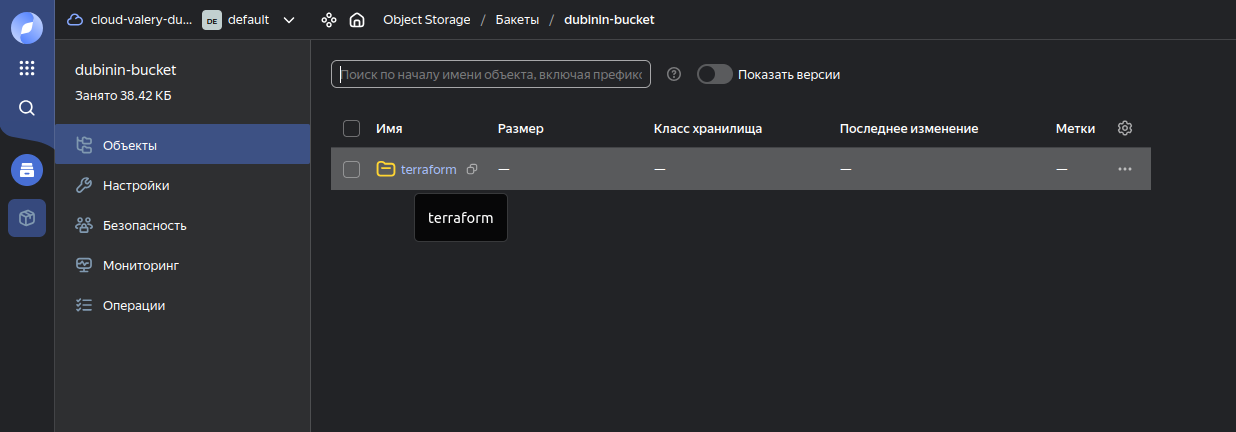 cloud-valery-du... DE default Object Storage / Бакеты / dubinin-bucket
dubinin-bucket
Занято 38.42 КБ
Объекты
Настройки
Безопасность
Мониторинг
Операции
Поиск по началу имени объекта, включая префикс Показать версии
Имя Размер Класс хранилища Последнее изменение Метки
terraform — — — —
terraform